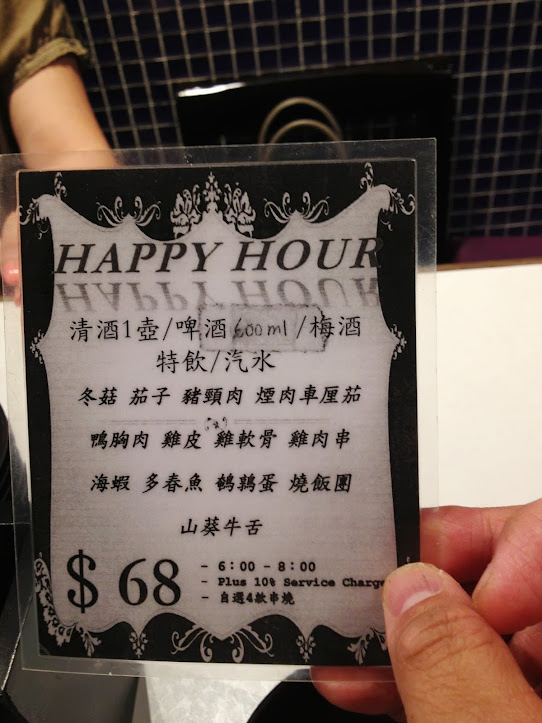 HAPPY HOUR
清酒1壺/啤酒600ml/梅酒
特飲/汽水
冬菇 茄子 豬頸肉 煙肉車厘茄
鴨胸肉 雞皮 雞軟骨 雞肉串
海蝦 多春魚 鵪鶉蛋 燒飯團
山葵牛舌
$ 68
- 6:00 - 8:00
- Plus 10% Service Charge
- 自選4款串燒